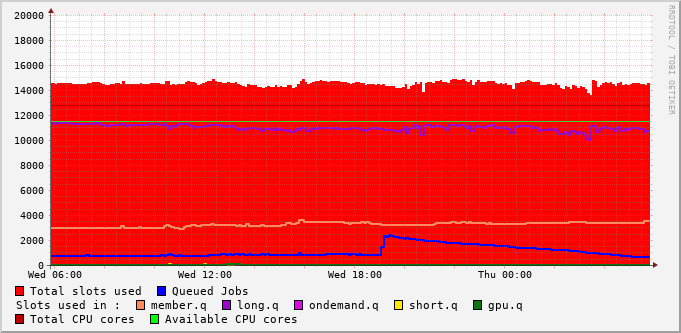 20000
18000
16000
14000
12000
10000
8000
6000
4000
2000
0
Wed 06:00 Wed 12:00 Wed 18:00 Thu 00:00
Total slots used Queued Jobs
Slots used in : member.q long.q ondemand.q short.q gpu.q
Total CPU cores Available CPU cores
RRDTOOL / TOBI OETIKER